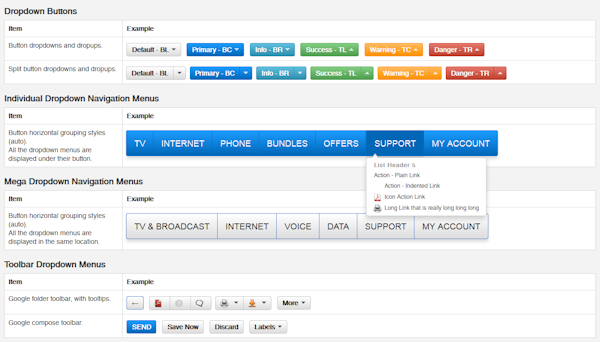 Dropdown Buttons
Item Example
Button dropdowns and dropups. Default - BL Primary - BC Info - BR Success - TL Warning - TC Danger - TR
Split button dropdowns and dropups. Default - BL Primary - BC Info - BR Success - TL Warning - TC Danger - TR
Individual Dropdown Navigation Menus
Item Example
Button horizontal grouping styles
(auto).
All the dropdown menus are
displayed under their button.
TV INTERNET PHONE BUNDLES OFFERS SUPPORT MY ACCOUNT
List Header 5
Action - Plain Link
Action - Indented Link
Icon Action Link
Long Link that is really long long long
Mega Dropdown Navigation Menus
Item Example
Button horizontal grouping styles
(auto).
All the dropdown menus are
displayed in the same location.
TV & BROADCAST INTERNET VOICE DATA SUPPORT MY ACCOUNT
Toolbar Dropdown Menus
Item Example
Google folder toolbar, with tooltips. More
Google compose toolbar. SEND Save Now Discard Labels